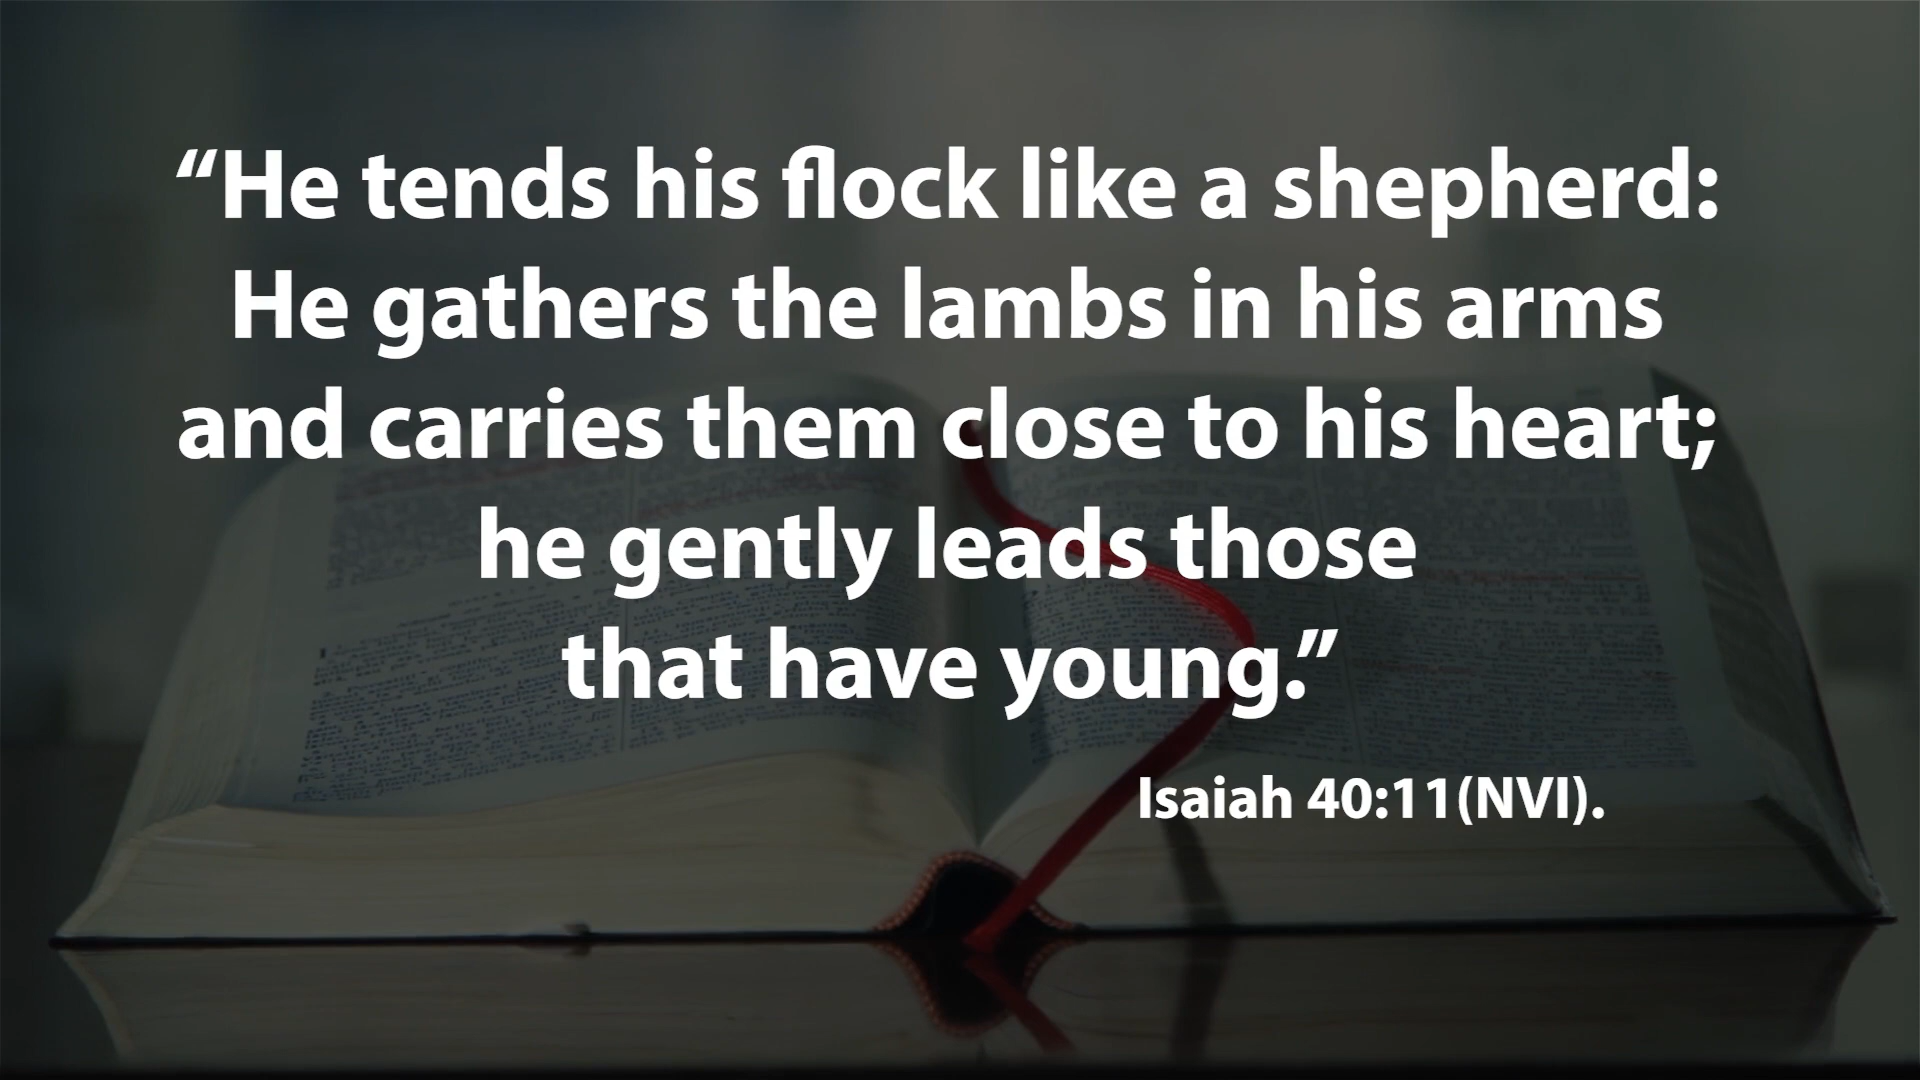 “He tends his flock like a shepherd:
He gathers the lambs in his arms
and carries them close to his heart;
he gently leads those
that have young.”
Isaiah 40:11(NVI).